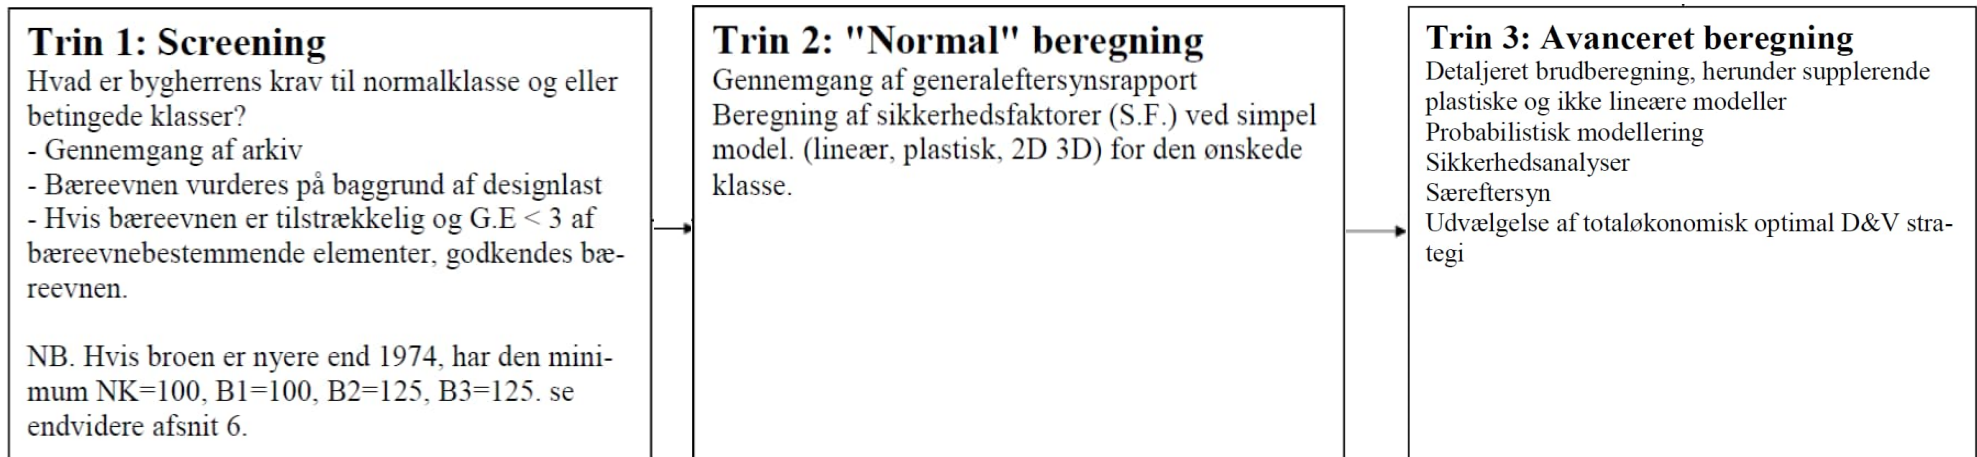 Trin 1: Screening
Hvad er bygherrens krav til normalklasse og eller
betingede klasser?
- Gennemgang af arkiv
- Bæreevnen vurderes på baggrund af designlast
- Hvis bæreevnen er tilstrækkelig og G.E < 3 af
bæreevnebestemmende elementer, godkendes bæ-
reevnen.
NB. Hvis broen er nyere end 1974, har den mini-
mum NK=100, B1=100, B2=125, B3=125. se
endvidere afsnit 6.
Trin 2: "Normal" beregning
Gennemgang af generaleftersynsrapport
Beregning af sikkerhedsfaktorer (S.F.) ved simpel
model. (lineær, plastisk, 2D 3D) for den ønskede
klasse.
Trin 3: Avanceret beregning
Detaljeret brudberegning, herunder supplerende
plastiske og ikke lineære modeller
Probabilistisk modellering
Sikkerhedsanalyser
Særeftersyn
Udvælgelse af totaløkonomisk optimal D&V stra-
tegi